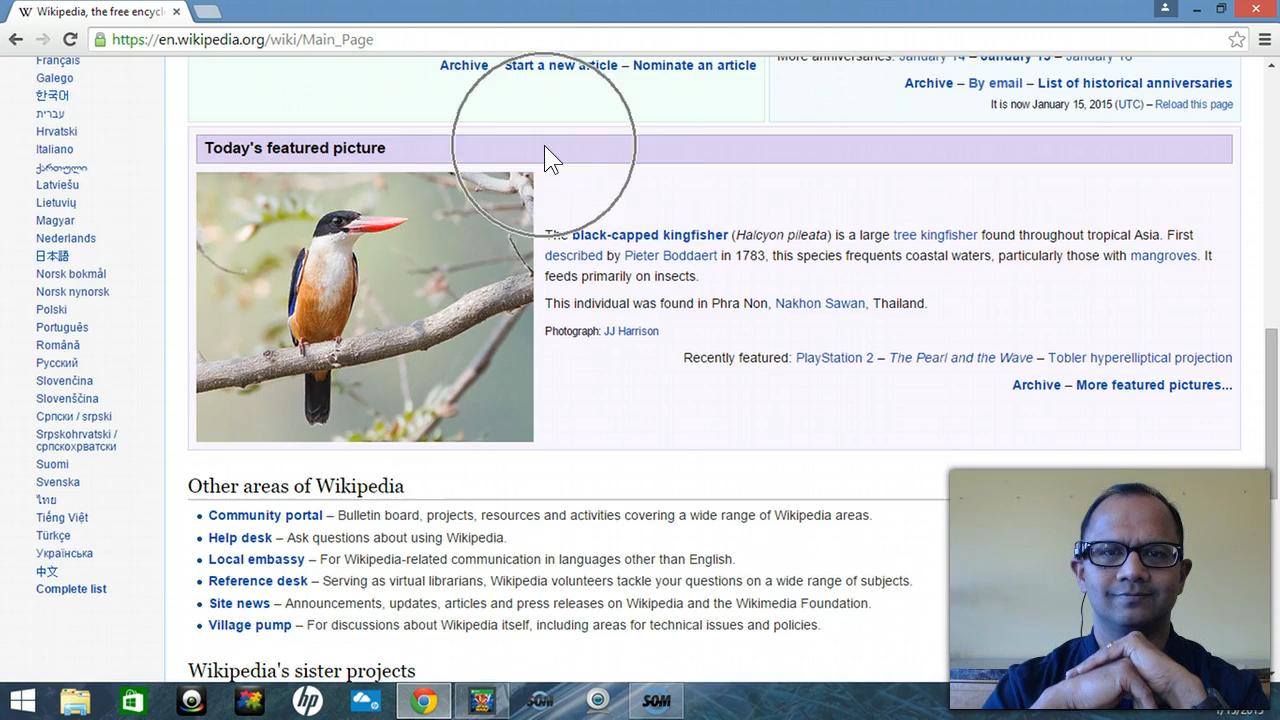 Wikipedia, the free encycl
https://en.wikipedia.org/wiki/Main_Page
Français
Galego
한국어
עברית
Hrvatski
Italiano
ქართული
Latviešu
Lietuvių
Magyar
Nederlands
日本語
Norsk bokmål
Norsk nynorsk
Polski
Português
Română
Русский
Slovenčina
Slovenščina
Српски / srpski
Srpskohrvatski /
српскохрватски
Suomi
Svenska
ไทย
Tiếng Việt
Türkçe
Українська
中文
Complete list
Archive – Start a new article – Nominate an article
More anniversaries: January 14 – January 15 – January 16
Archive – By email – List of historical anniversaries
It is now January 15, 2015 (UTC) – Reload this page
Today's featured picture
The black-capped kingfisher (Halcyon pileata) is a large tree kingfisher found throughout tropical Asia. First
described by Pieter Boddaert in 1783, this species frequents coastal waters, particularly those with mangroves. It
feeds primarily on insects.
This individual was found in Phra Non, Nakhon Sawan, Thailand.
Photograph: JJ Harrison
Recently featured: PlayStation 2 – The Pearl and the Wave – Tobler hyperelliptical projection
Archive – More featured pictures...
Other areas of Wikipedia
Community portal – Bulletin board, projects, resources and activities covering a wide range of Wikipedia areas.
Help desk – Ask questions about using Wikipedia.
Local embassy – For Wikipedia-related communication in languages other than English.
Reference desk – Serving as virtual librarians, Wikipedia volunteers tackle your questions on a wide range of subjects.
Site news – Announcements, updates, articles and press releases on Wikipedia and the Wikimedia Foundation.
Village pump – For discussions about Wikipedia itself, including areas for technical issues and policies.
Wikipedia's sister projects
hp
SOM
SOM
1/15/2015